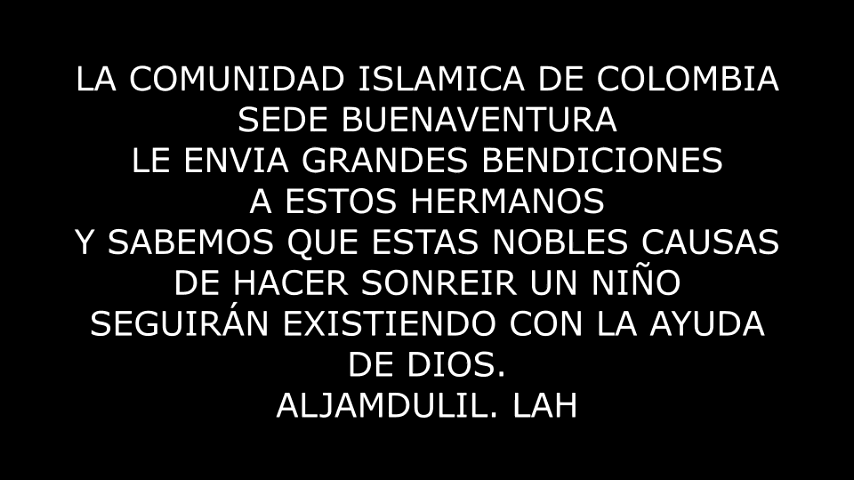 LA COMUNIDAD ISLAMICA DE COLOMBIA
SEDE BUENAVENTURA
LE ENVIA GRANDES BENDICIONES
A ESTOS HERMANOS
Y SABEMOS QUE ESTAS NOBLES CAUSAS
DE HACER SONREIR UN NIÑO
SEGUIRÁN EXISTIENDO CON LA AYUDA
DE DIOS.
ALJAMDULIL. LAH